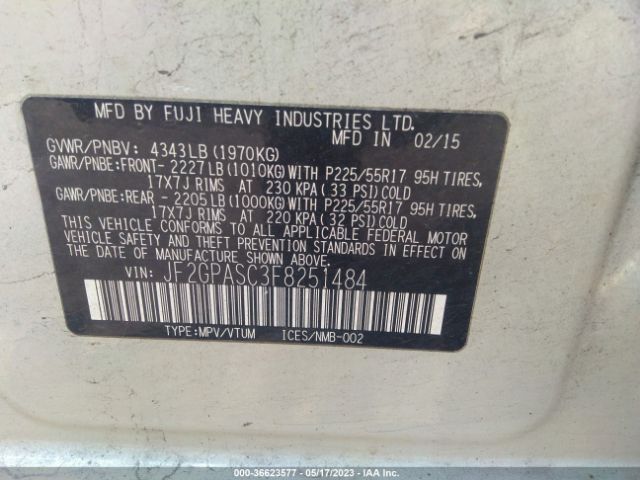 MFD BY FUJI HEAVY INDUSTRIES LTD.
MFD IN 02/15
GVWR/PNBV: 4343LB(1970KG)
GAWR/PNBE:FRONT- 2227LB(1010KG)WITH P225/55R17 95H TIRES,
17X7J RIMS AT 230 KPA(33 PSI)COLD
GAWR/PNBE:REAR - 2205LB(1000KG)WITH P225/55R17 95H TIRES,
17X7J RIMS AT 220 KPA(32 PSI)COLD
THIS VEHICLE CONFORMS TO ALL APPLICABLE FEDERAL MOTOR
VEHICLE SAFETY, BUMPER, AND THEFT PREVENTION STANDARDS IN EFFECT ON
THE DATE OF MANUFACTURE SHOWN ABOVE.
VIN: JF2GPASC3F8251484
TYPE:MPV/VTUM ICES/NMB-002
000-36623577 - 05/17/2023 - IAA Inc.